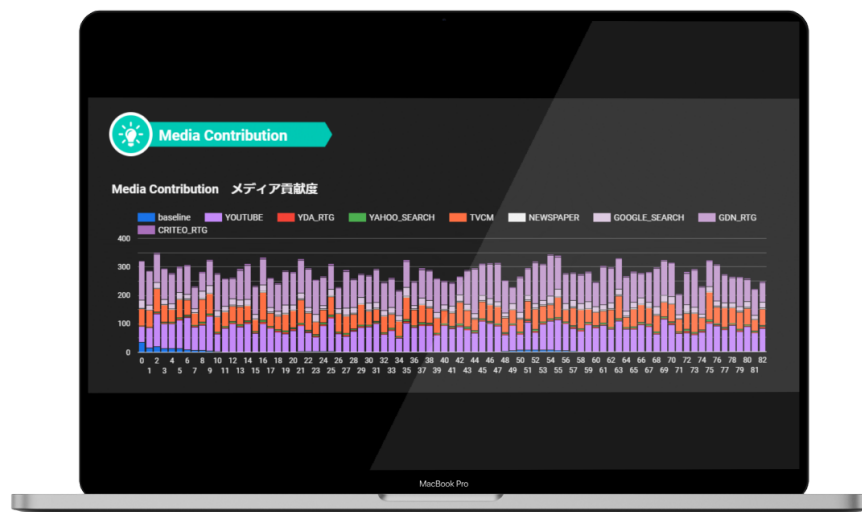 Media Contribution
Media Contribution メディア貢献度
baseline YOUTUBE YDA_RTG YAHOO_SEARCH TVCM NEWSPAPER GOOGLE_SEARCH GDN_RTG
CRITEO_RTG
400
300
200
100
0
0 2 4 6 8 10 12 14 16 18 20 22 24 26 28 30 32 34 36 38 40 42 44 46 48 50 52 54 56 58 60 62 64 66 68 70 72 74 76 78 80 82
1 3 5 7 9 11 13 15 17 19 21 23 25 27 29 31 33 35 37 39 41 43 45 47 49 51 53 55 57 59 61 63 65 67 69 71 73 75 77 79 81
MacBook Pro